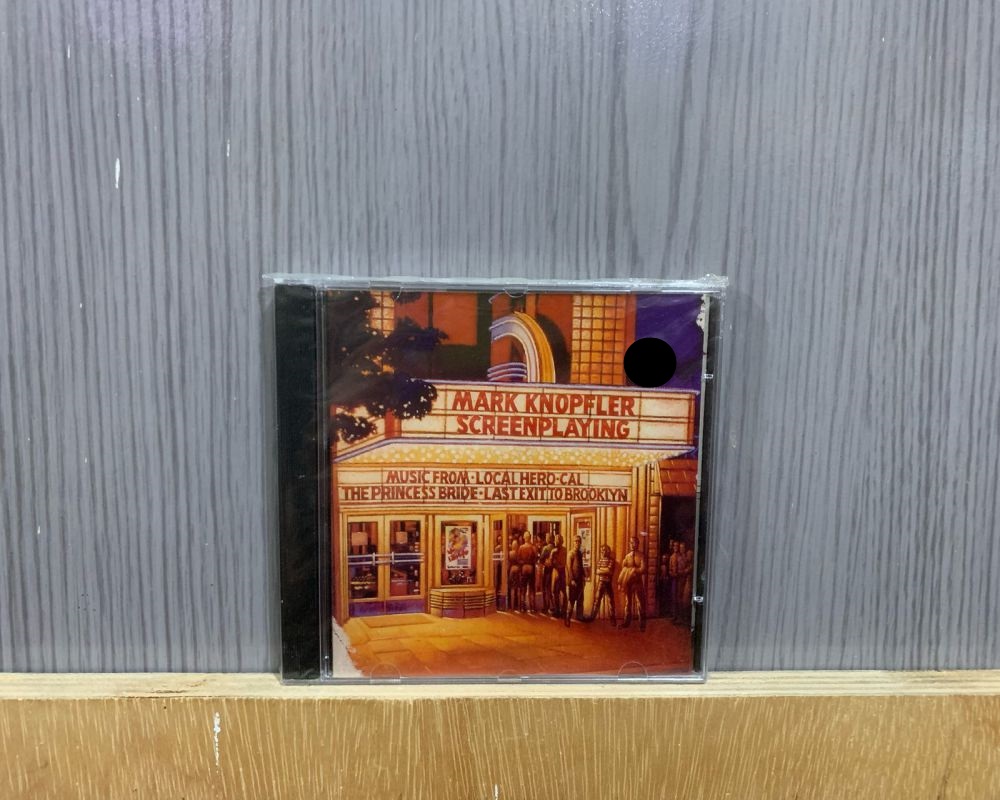 MARK KNOPFLER
SCREENPLAYING
MUSIC FROM·LOCAL HERO·CAL
THE PRINCESS BRIDE·LAST EXIT TO BROOKLYN